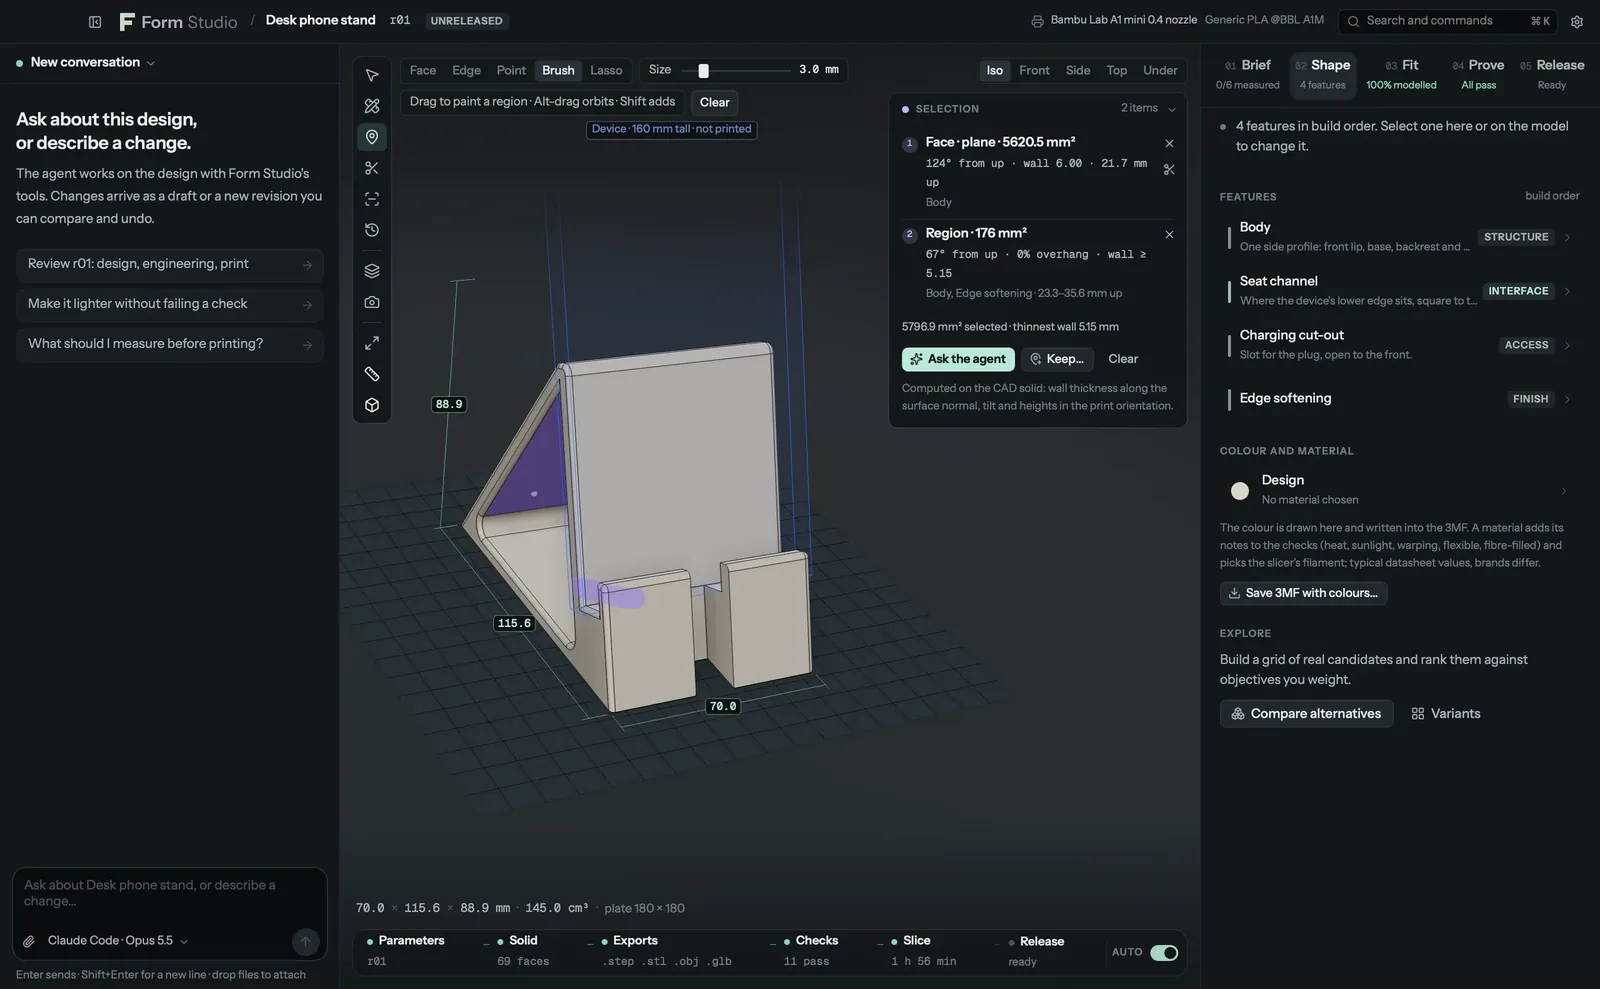 Form Studio / Desk phone stand r01 UNRELEASED
Bambu Lab A1 mini 0.4 nozzle Generic PLA @BBL A1M
Search and commands ⌘ K
New conversation
Ask about this design,
or describe a change.
The agent works on the design with Form Studio's
tools. Changes arrive as a draft or a new revision you
can compare and undo.
Review r01: design, engineering, print →
Make it lighter without failing a check →
What should I measure before printing? →
Ask about Desk phone stand, or describe a
change...
Claude Code · Opus 5.5
Enter sends · Shift+Enter for a new line · drop files to attach
Face Edge Point Brush Lasso
Size 3.0 mm
Drag to paint a region · Alt-drag orbits · Shift adds
Clear
Device · 160 mm tall · not printed
Iso Front Side Top Under
SELECTION 2 items
1 Face · plane · 5620.5 mm²
124° from up · wall 6.00 · 21.7 mm
up
Body
2 Region · 176 mm²
67° from up · 0% overhang · wall ≥
5.15
Body, Edge softening · 23.3–35.6 mm up
5796.9 mm² selected · thinnest wall 5.15 mm
Ask the agent Keep... Clear
Computed on the CAD solid: wall thickness along the
surface normal, tilt and heights in the print orientation.
88.9
115.6
70.0
70.0 × 115.6 × 88.9 mm · 145.0 cm³ · plate 180 × 180
Parameters
r01
Solid
69 faces
Exports
.step .stl .obj .glb
Checks
11 pass
Slice
1 h 56 min
Release
ready
AUTO
01 Brief
0/6 measured
02 Shape
4 features
03 Fit
100% modelled
04 Prove
All pass
05 Release
Ready
4 features in build order. Select one here or on the model
to change it.
FEATURES build order
Body
One side profile: front lip, base, backrest and ...
STRUCTURE
Seat channel
Where the device's lower edge sits, square to t...
INTERFACE
Charging cut-out
Slot for the plug, open to the front.
ACCESS
Edge softening
FINISH
COLOUR AND MATERIAL
Design
No material chosen
The colour is drawn here and written into the 3MF. A material adds its
notes to the checks (heat, sunlight, warping, flexible, fibre-filled) and
picks the slicer's filament; typical datasheet values, brands differ.
Save 3MF with colours...
EXPLORE
Build a grid of real candidates and rank them against
objectives you weight.
Compare alternatives Variants